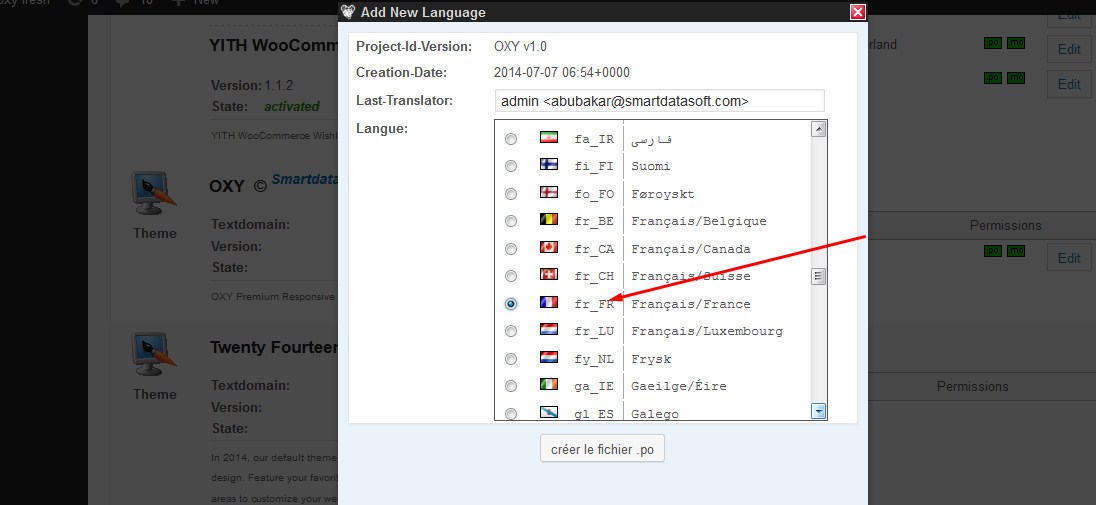 oxy fresh 0 10 New
Add New Language
Project-Id-Version: OXY v1.0
Creation-Date: 2014-07-07 06:54+0000
Last-Translator: admin <abubakar@smartdatasoft.com>
Langue:
fa_IR فارسی
fi_FI Suomi
fo_FO Føroyskt
fr_BE Français/Belgique
fr_CA Français/Canada
fr_CH Français/Suisse
fr_FR Français/France
fr_LU Français/Luxembourg
fy_NL Frysk
ga_IE Gaeilge/Éire
gl_ES Galego
créer le fichier .po
YITH WooComm
Version: 1.1.2
State: activated
YITH WooCommerce Wishl
Theme
OXY © Smartdata
Textdomain:
Version:
State:
OXY Premium Responsive
Theme
Twenty Fourteen
Textdomain:
Version:
State:
In 2014, our default theme
design. Feature your favorit
areas to customize your we
Edit
rland .po .mo Edit
.po .mo Edit
Permissions
.po .mo Edit
Permissions